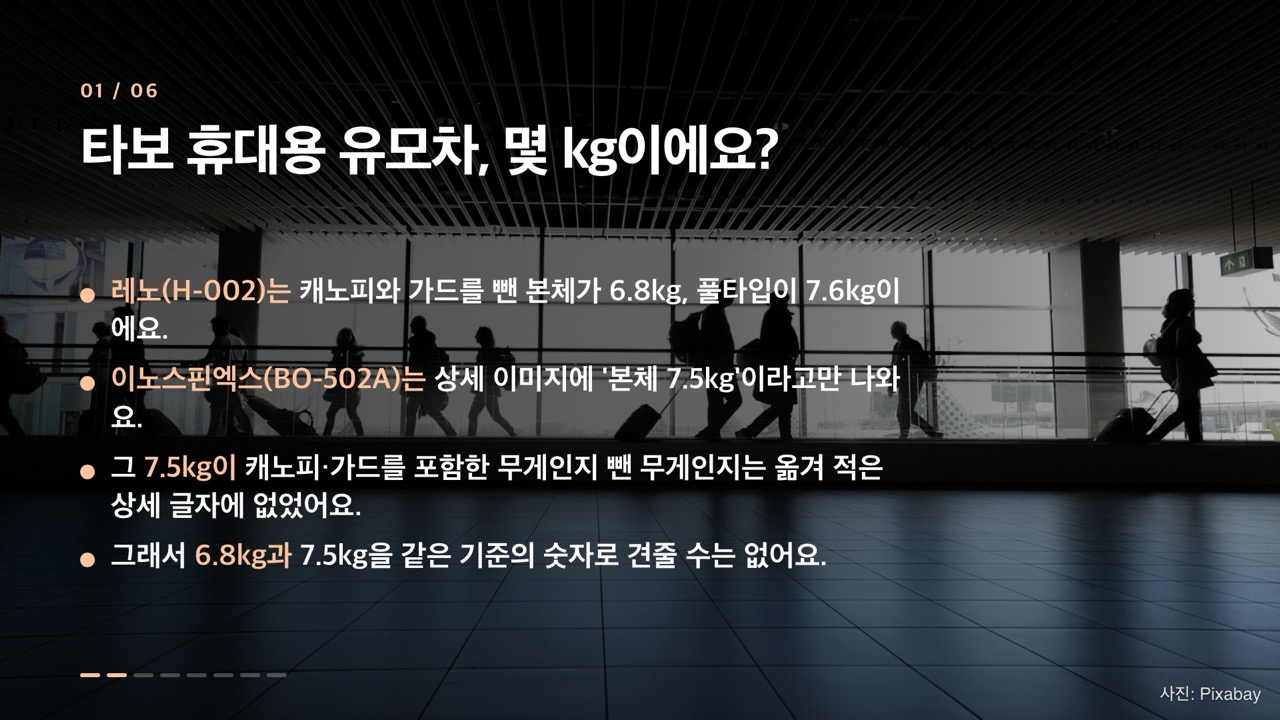 01 / 06
타보 휴대용 유모차, 몇 kg이에요?
레노(H-002)는 캐노피와 가드를 뺀 본체가 6.8kg, 풀타입이 7.6kg이
에요.
이노스핀엑스(BO-502A)는 상세 이미지에 '본체 7.5kg'이라고만 나와
요.
그 7.5kg이 캐노피·가드를 포함한 무게인지 뺀 무게인지는 옮겨 적은
상세 글자에 없었어요.
그래서 6.8kg과 7.5kg을 같은 기준의 숫자로 견줄 수는 없어요.
사진: Pixabay